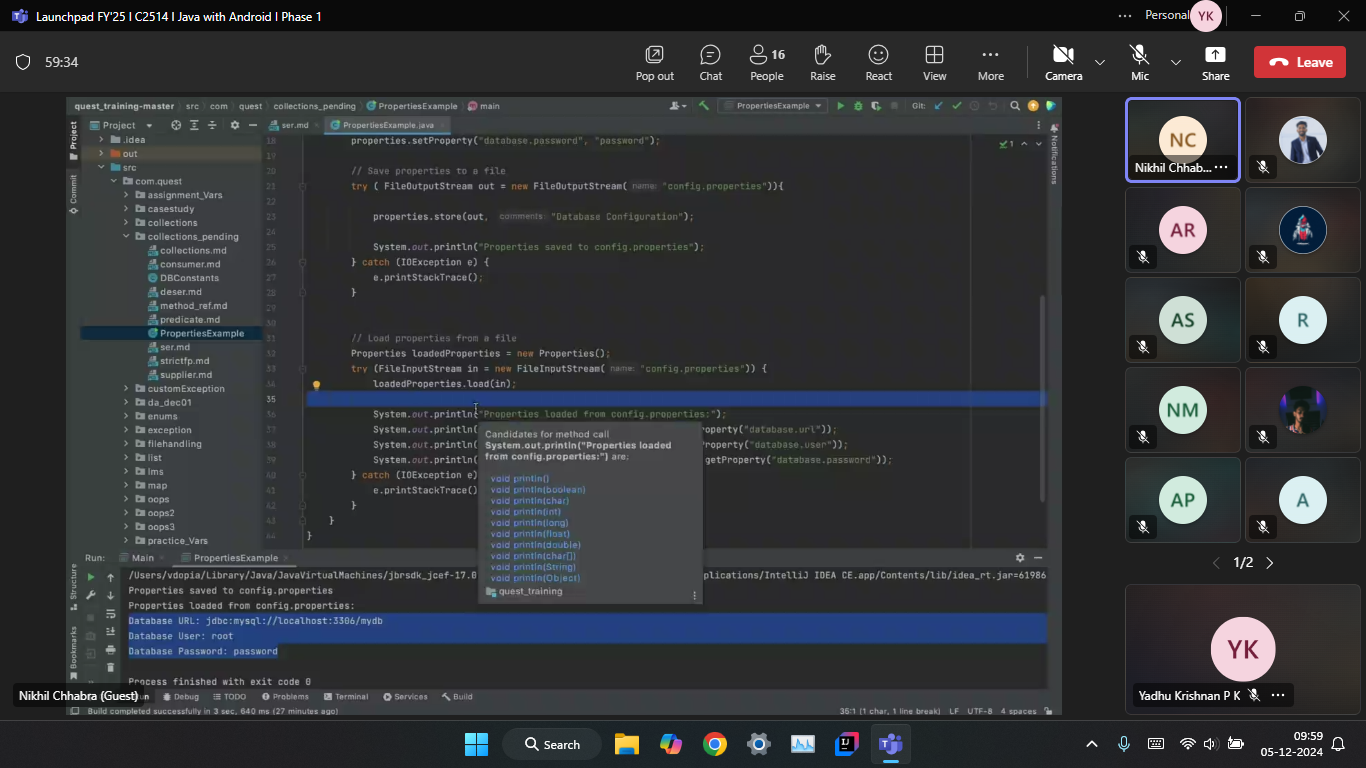 Launchpad FY'25 | C2514 | Java with Android | Phase 1
Personal
YK
59:34
Pop out
Chat
People
16
Raise
React
View
More
Camera
Mic
Share
Leave
quest_training-master
src
com
quest
collections_pending
PropertiesExample
main
PropertiesExample
Git:
Project
ser.md
PropertiesExample.java
Project
Commit
Structure
Bookmarks
Notifications
.idea
out
src
com.quest
assignment_Vars
casestudy
collections
collections_pending
collections.md
consumer.md
DBConstants
deser.md
method_ref.md
predicate.md
PropertiesExample
ser.md
strictfp.md
supplier.md
customException
da_dec01
enums
exception
filehandling
list
lms
map
oops
oops2
oops3
practice_Vars
1
18 properties.setProperty("database.password", "password");
19
20 // Save properties to a file
21 try ( FileOutputStream out = new FileOutputStream( name: "config.properties")){
22
23 properties.store(out, comments: "Database Configuration");
24
25 System.out.println("Properties saved to config.properties");
26 } catch (IOException e) {
27 e.printStackTrace();
28 }
29
30
31 // Load properties from a file
32 Properties loadedProperties = new Properties();
33 try (FileInputStream in = new FileInputStream( name: "config.properties")) {
34 loadedProperties.load(in);
35
36 System.out.println("Properties loaded from config.properties:");
37 System.out.println( roperty("database.url"));
38 System.out.println( roperty("database.user"));
39 System.out.println( getProperty("database.password"));
40 } catch (IOException e)
41 e.printStackTrace()
42 }
43 }
44 }
Candidates for method call
System.out.println("Properties loaded
from config.properties:") are:
void println()
void println(boolean)
void println(char)
void println(int)
void println(long)
void println(float)
void println(double)
void println(char[])
void println(String)
void println(Object)
quest_training
Run:
Main
PropertiesExample
/Users/vdopia/Library/Java/JavaVirtualMachines/jbrsdk_jcef-17.0 plications/IntelliJ IDEA CE.app/Contents/lib/idea_rt.jar=61986
Properties saved to config.properties
Properties loaded from config.properties:
Database URL: jdbc:mysql://localhost:3306/mydb
Database User: root
Database Password: password
Process finished with exit code 0
Nikhil Chhabra (Guest)
un
Debug
TODO
Problems
Terminal
Services
Build
Build completed successfully in 3 sec, 640 ms (27 minutes ago)
35:1 (1 char, 1 line break)
LF
UTF-8
4 spaces
NC
Nikhil Chhab...
AR
AS
R
NM
AP
A
1/2
YK
Yadhu Krishnan P K
Search
09:59
05-12-2024